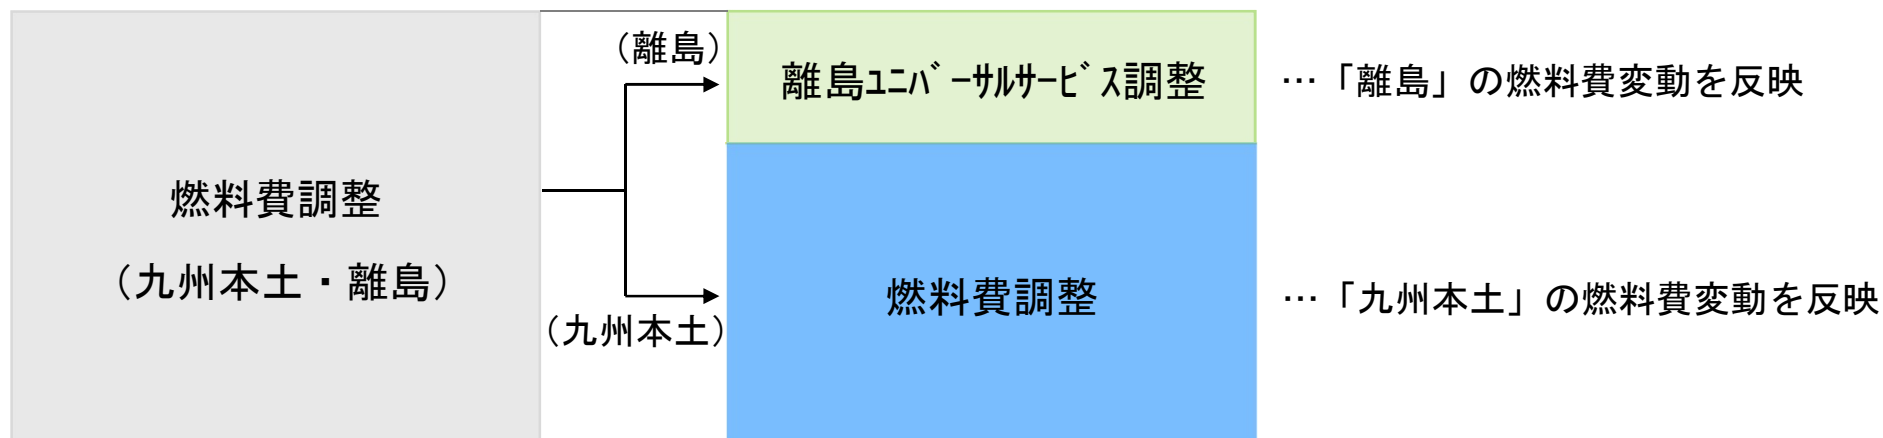 燃料費調整
（九州本土・離島）
（離島）
（九州本土）
離島ﾕﾆﾊﾞｰｻﾙｻｰﾋﾞｽ調整
…「離島」の燃料費変動を反映
燃料費調整
…「九州本土」の燃料費変動を反映